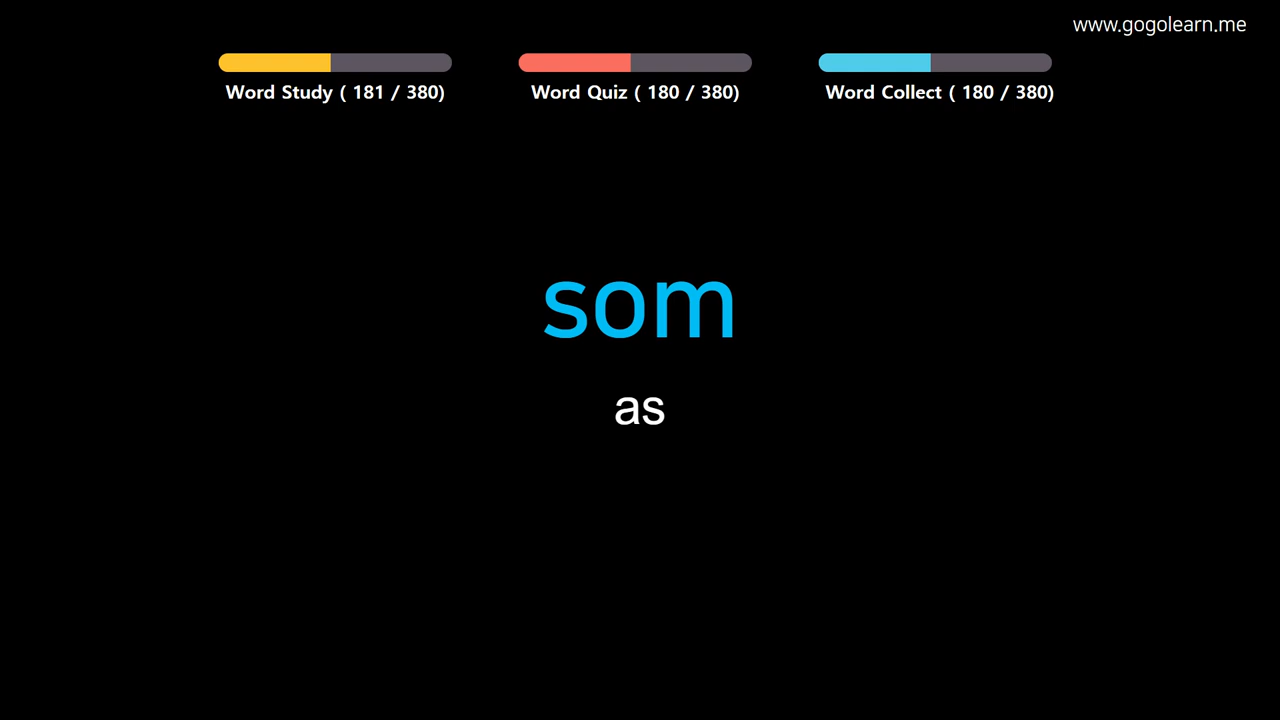 www.gogolearn.me
Word Study ( 181 / 380)
Word Quiz ( 180 / 380)
Word Collect ( 180 / 380)
som
as